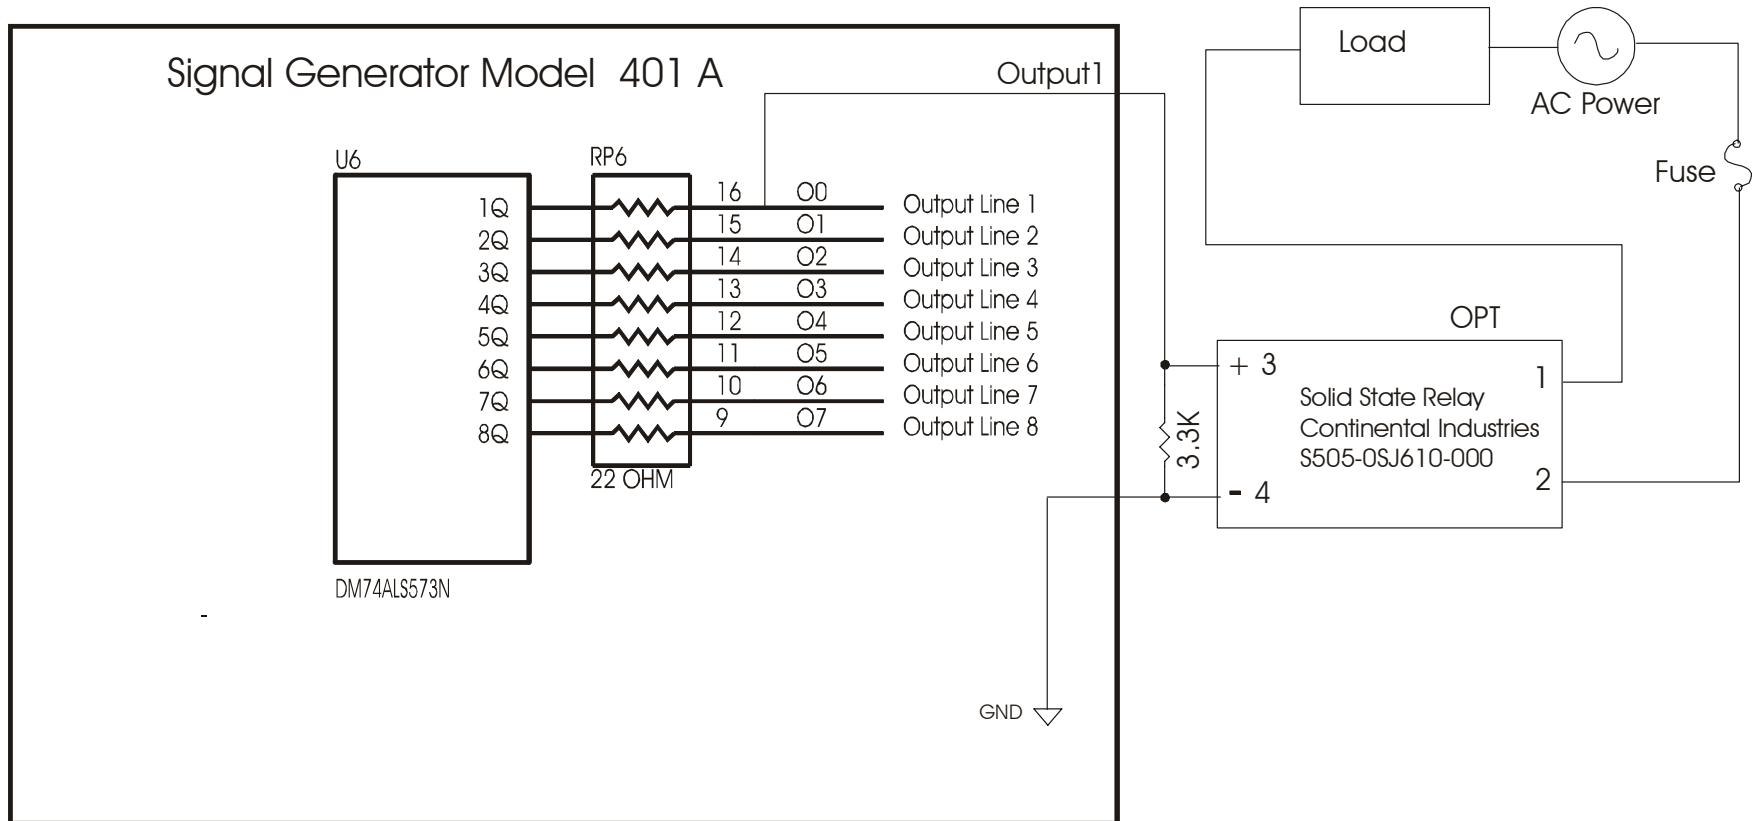 Signal Generator Model 401 A
Output1
Load
AC Power
Fuse
U6
RP6
1Q 16 O0 Output Line 1
2Q 15 O1 Output Line 2
3Q 14 O2 Output Line 3
4Q 13 O3 Output Line 4
5Q 12 O4 Output Line 5
6Q 11 O5 Output Line 6
7Q 10 O6 Output Line 7
8Q 9 O7 Output Line 8
22 OHM
DM74ALS573N
-
OPT
+ 3
1
Solid State Relay
Continental Industries
S505-0SJ610-000
3.3K
- 4
2
GND